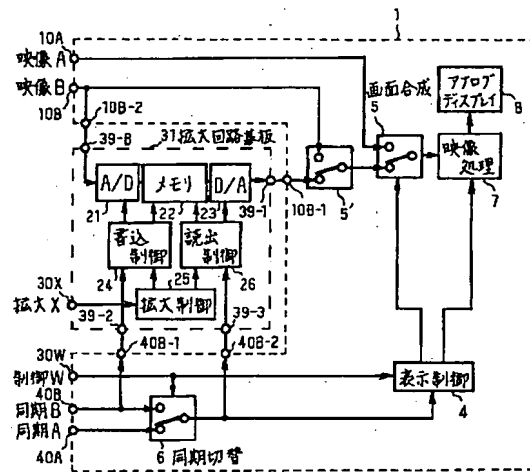 1
10A
映像A
映像B
10B
10B-2
39-B
31 拡大回路基板
画面合成
5
アナログ
ディスプレイ
8
A/D
メモリ
D/A
39-1
10B-1
5'
映像
処理
7
21
22
23
書込
制御
読出
制御
24
25
26
30X
拡大X
拡大制御
39-2
39-3
40B-1
40B-2
30W
制御W
40B
同期B
同期A
40A
6 同期切替
表示制御
4